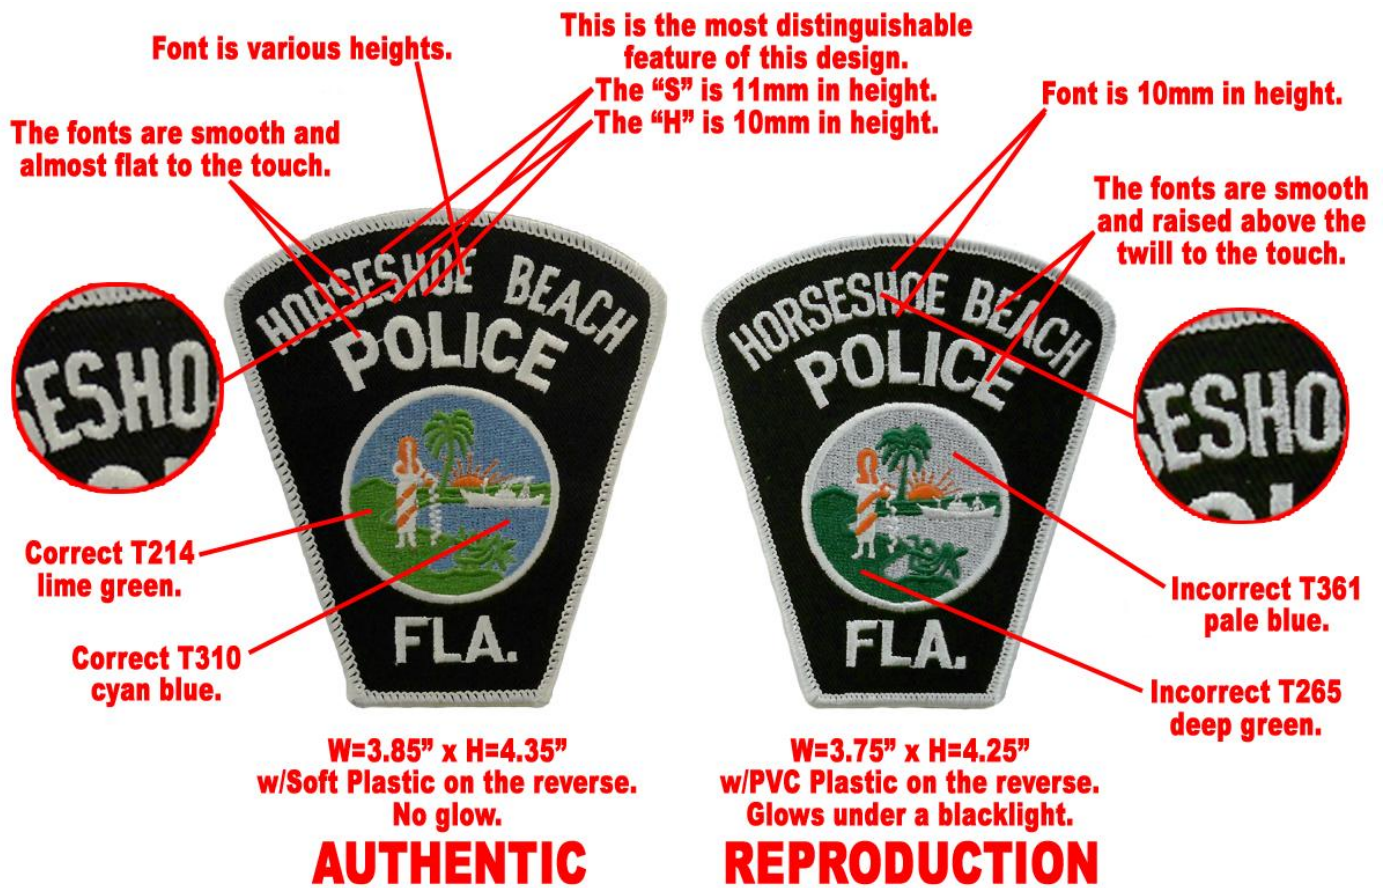 Font is various heights.
This is the most distinguishable
feature of this design.
The “S” is 11mm in height.
The “H” is 10mm in height.
Font is 10mm in height.
The fonts are smooth and
almost flat to the touch.
The fonts are smooth
and raised above the
twill to the touch.
HORSESHOE BEACH
POLICE
FLA.
HORSESHOE BEACH
POLICE
FLA.
SESHO
SESHO
Correct T214
lime green.
Correct T310
cyan blue.
Incorrect T361
pale blue.
Incorrect T265
deep green.
W=3.85” x H=4.35”
w/Soft Plastic on the reverse.
No glow.
AUTHENTIC
W=3.75” x H=4.25”
w/PVC Plastic on the reverse.
Glows under a blacklight.
REPRODUCTION